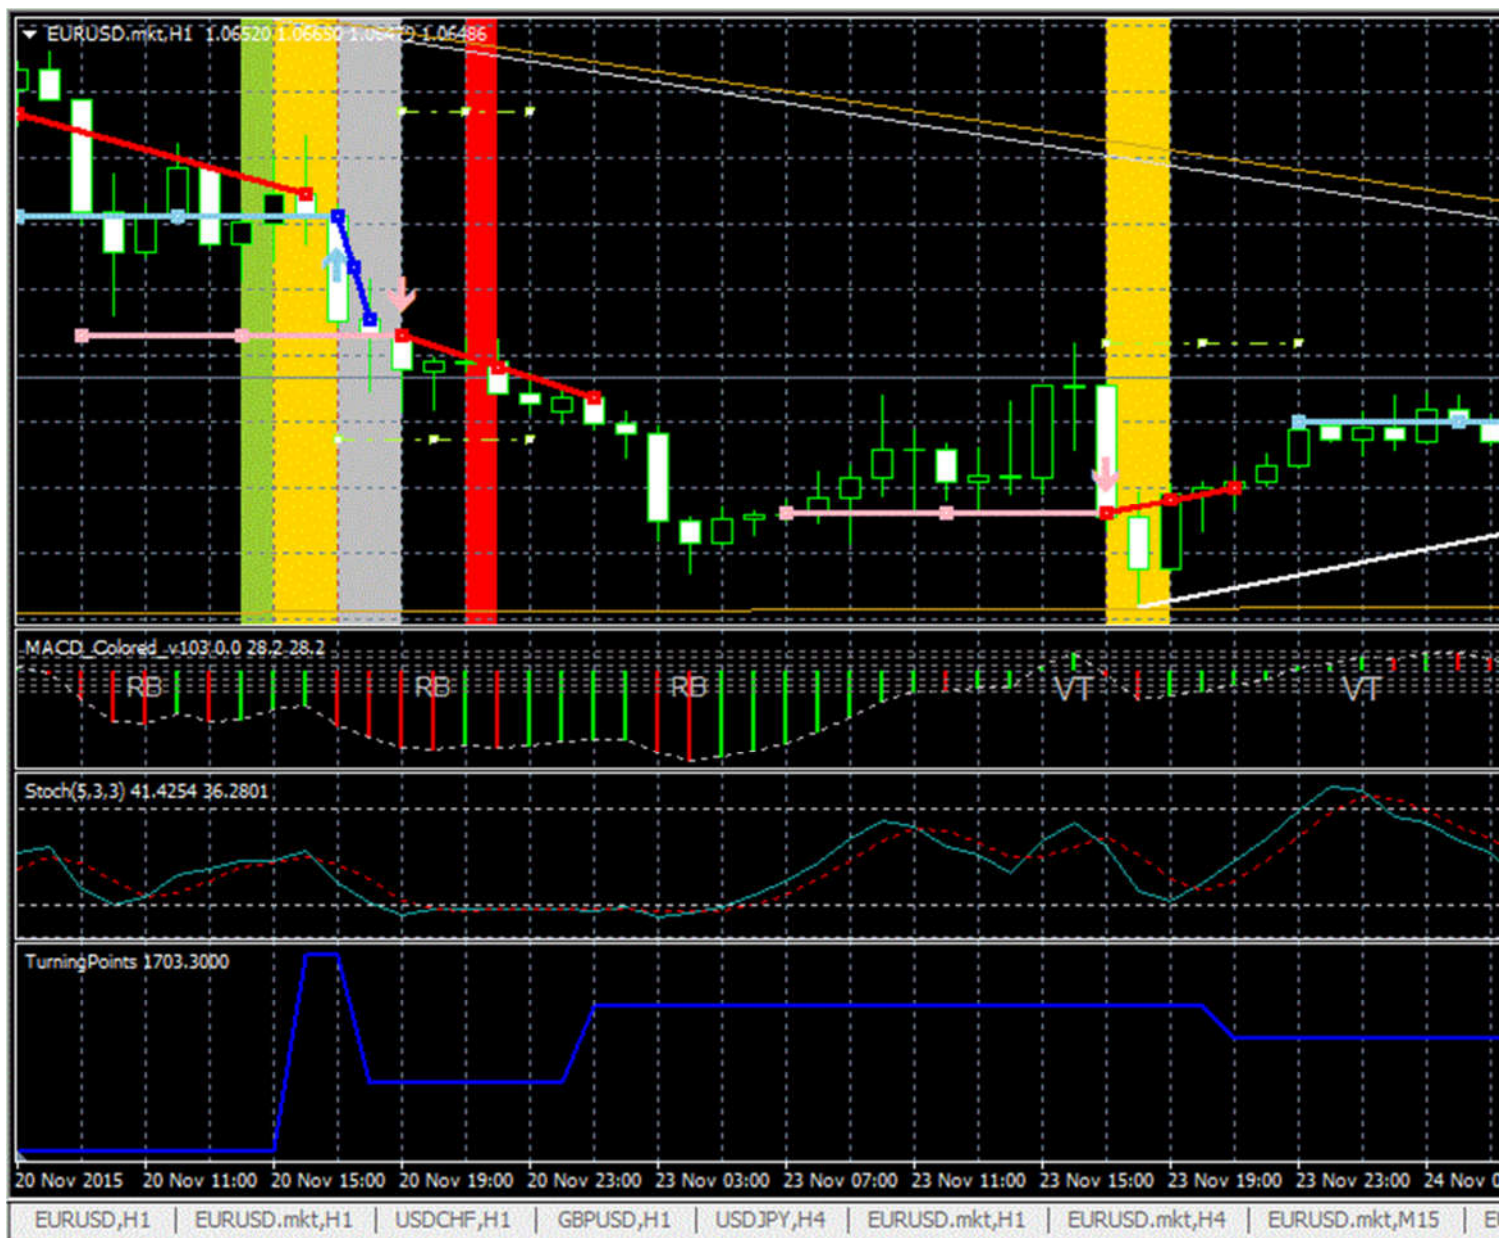 EURUSD.mkt,H1 1.06520 1.06650 1.06479 1.06486
MACD_Colored_v103 0.0 28.2 28.2
RB RB RB VT VT
Stoch(5,3,3) 41.4254 36.2801
TurningPoints 1703.3000
20 Nov 2015 20 Nov 11:00 20 Nov 15:00 20 Nov 19:00 20 Nov 23:00 23 Nov 03:00 23 Nov 07:00 23 Nov 11:00 23 Nov 15:00 23 Nov 19:00 23 Nov 23:00 24 Nov 0
EURUSD,H1 EURUSD.mkt,H1 USDCHF,H1 GBPUSD,H1 USDJPY,H4 EURUSD.mkt,H1 EURUSD.mkt,H4 EURUSD.mkt,M15